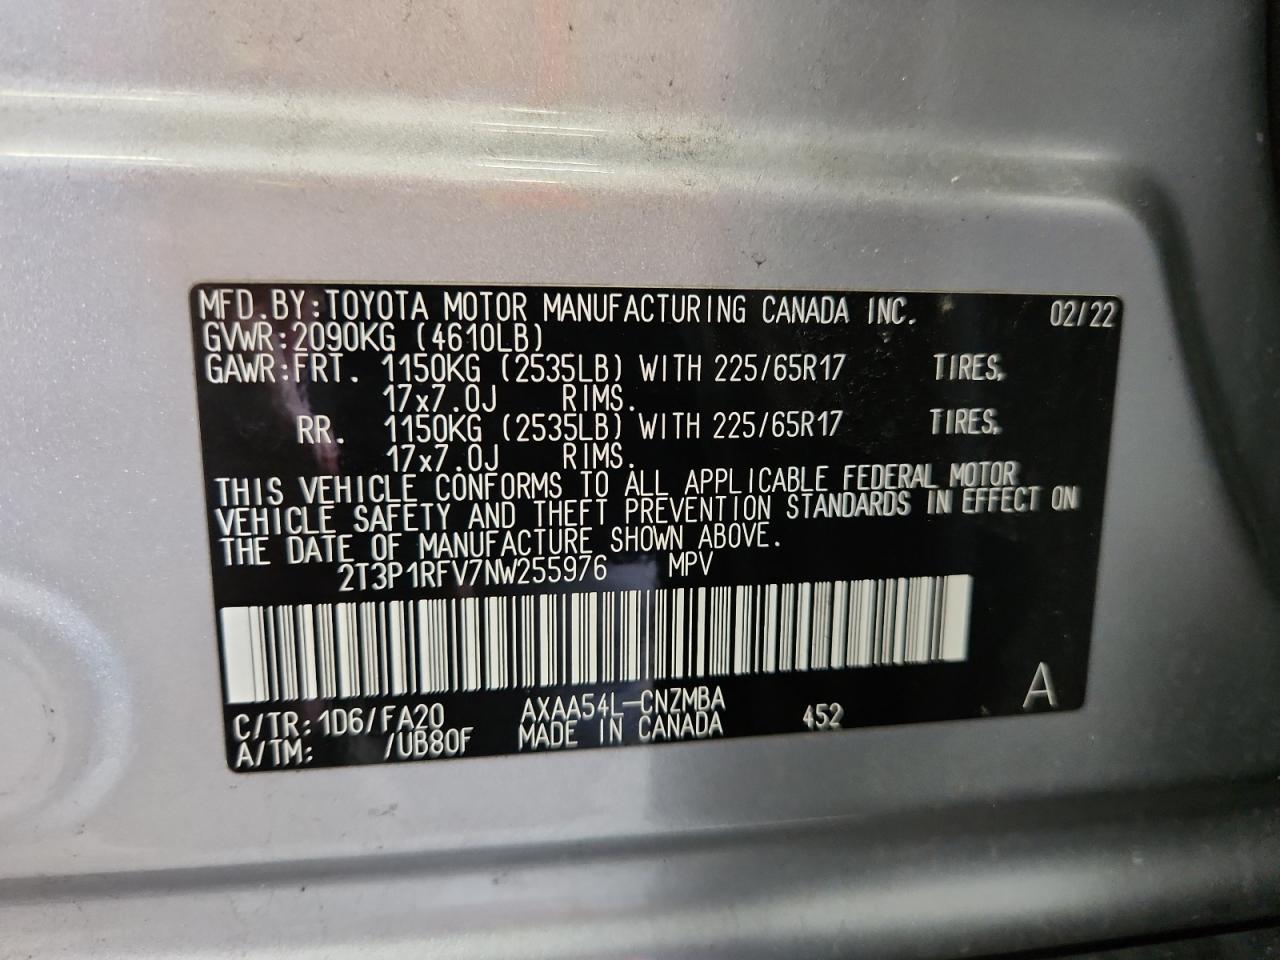 MFD.BY:TOYOTA MOTOR MANUFACTURING CANADA INC. 02/22
GVWR:2090KG (4610LB)
GAWR:FRT. 1150KG (2535LB) WITH 225/65R17 TIRES,
17x7.0J RIMS.
RR. 1150KG (2535LB) WITH 225/65R17 TIRES,
17x7.0J RIMS.
THIS VEHICLE CONFORMS TO ALL APPLICABLE FEDERAL MOTOR
VEHICLE SAFETY AND THEFT PREVENTION STANDARDS IN EFFECT ON
THE DATE OF MANUFACTURE SHOWN ABOVE.
2T3P1RFV7NW255976 MPV
A
C/TR:1D6/FA20 AXAA54L-CNZMBA 452
A/TM: /UB80F MADE IN CANADA